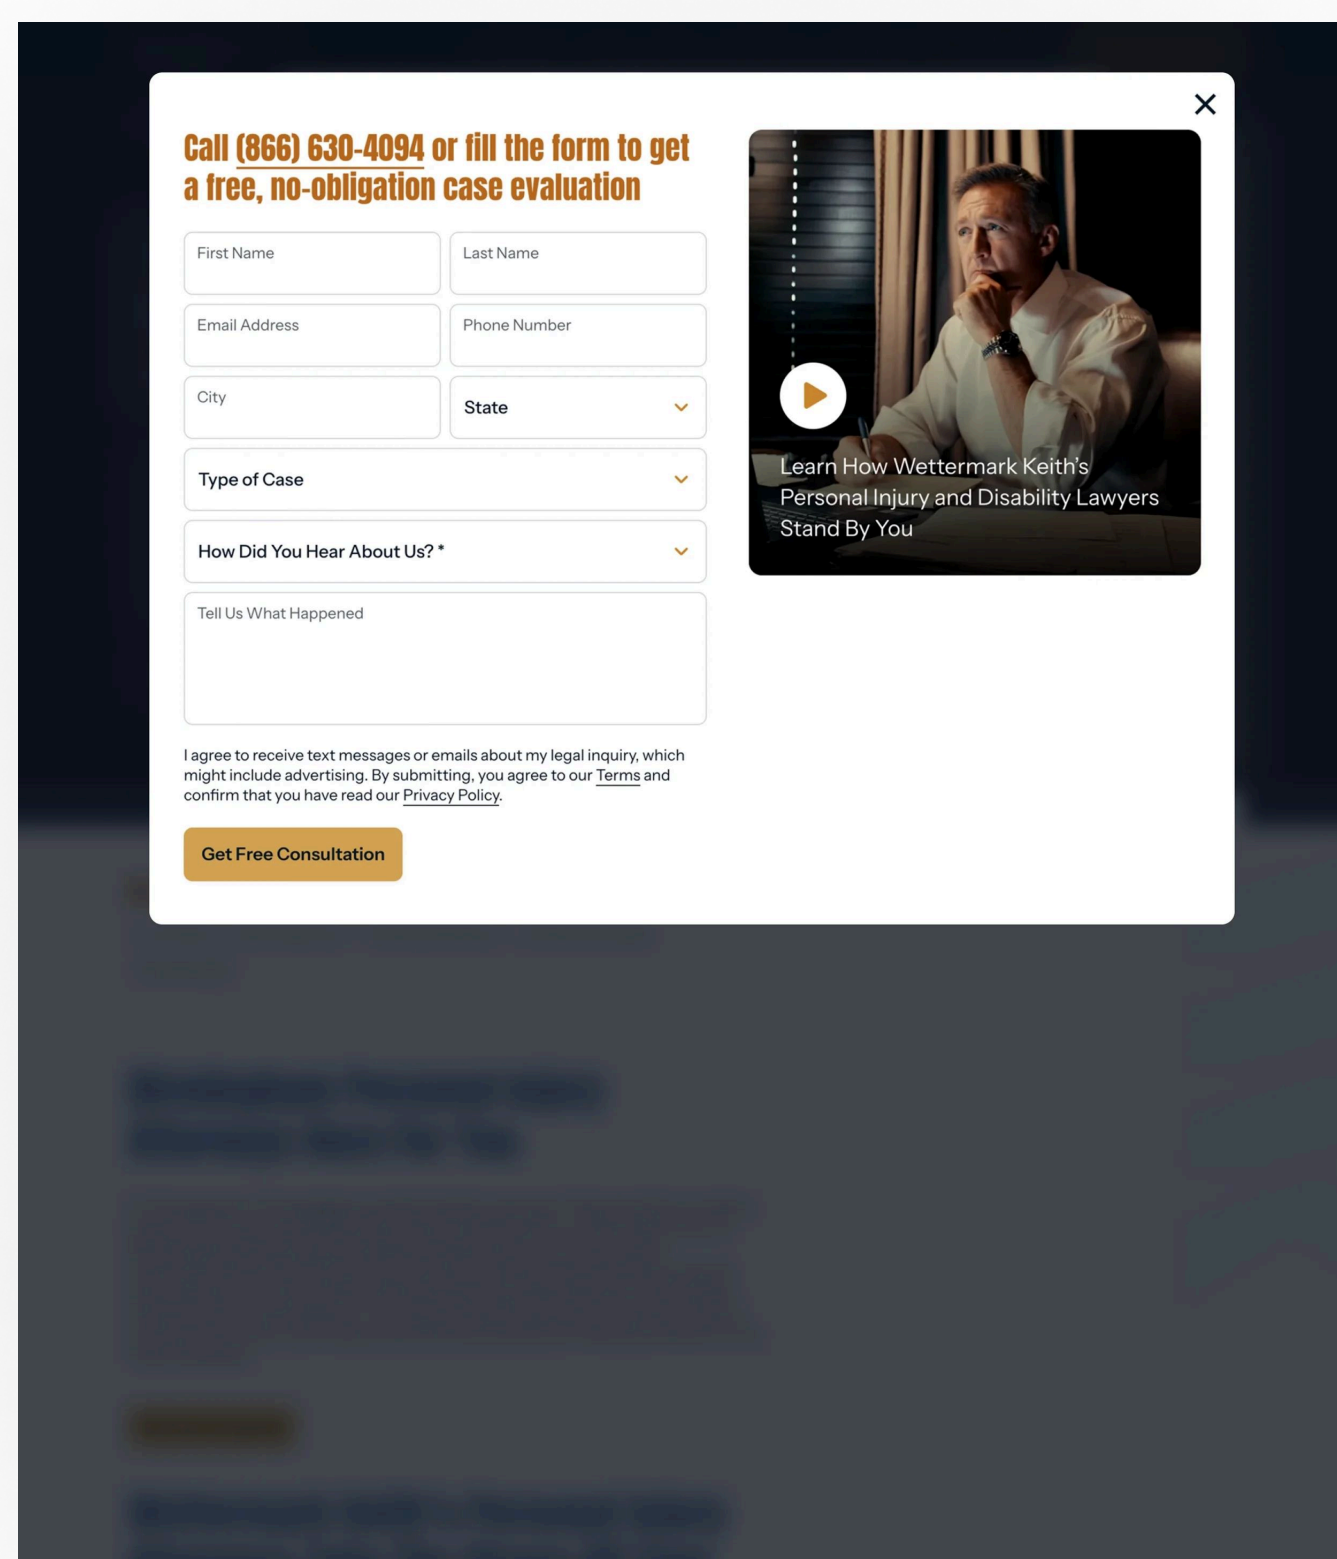 Call (866) 630-4094 or fill the form to get
a free, no-obligation case evaluation
First Name
Last Name
Email Address
Phone Number
City
State
Type of Case
How Did You Hear About Us? *
Tell Us What Happened
I agree to receive text messages or emails about my legal inquiry, which
might include advertising. By submitting, you agree to our Terms and
confirm that you have read our Privacy Policy.
Get Free Consultation
Learn How Wettermark Keith’s
Personal Injury and Disability Lawyers
Stand By You